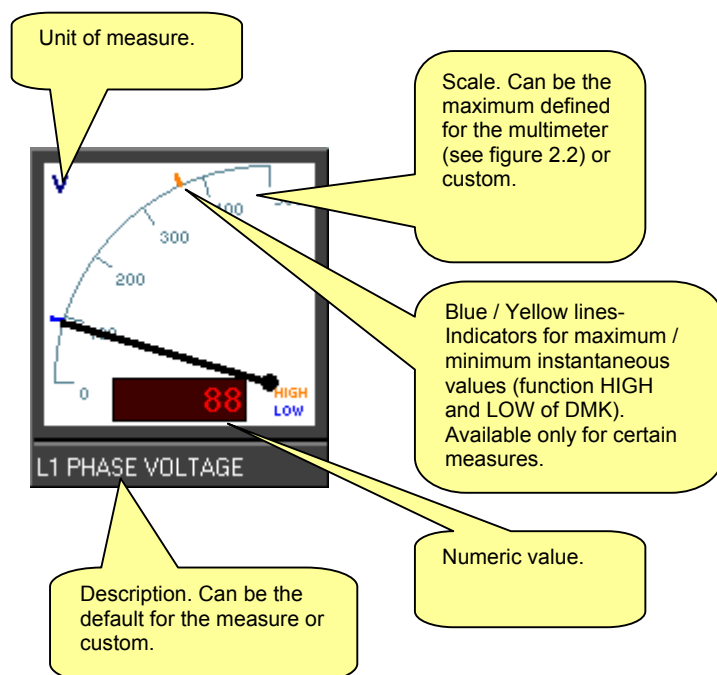 Unit of measure.
Scale. Can be the
maximum defined
for the multimeter
(see figure 2.2) or
custom.
V
300
200
0
88
HIGH
LOW
L1 PHASE VOLTAGE
Blue / Yellow lines-
Indicators for maximum /
minimum instantaneous
values (function HIGH
and LOW of DMK).
Available only for certain
measures.
Numeric value.
Description. Can be the
default for the measure or
custom.